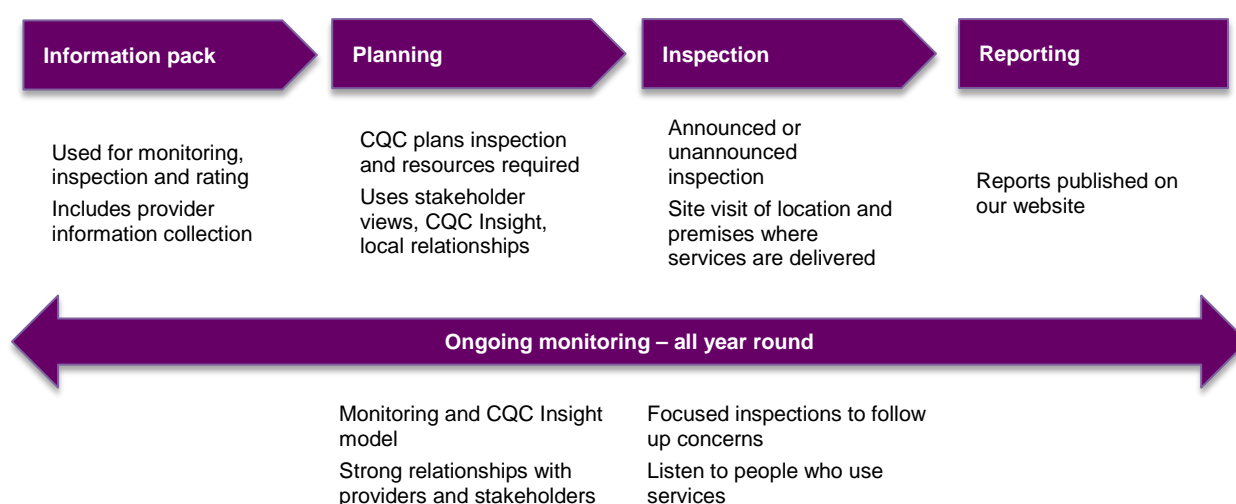 Information pack
Planning
Inspection
Reporting
Used for monitoring,
inspection and rating
Includes provider
information collection
CQC plans inspection
and resources required
Uses stakeholder
views, CQC Insight,
local relationships
Announced or
unannounced
inspection
Site visit of location and
premises where
services are delivered
Reports published on
our website
Ongoing monitoring – all year round
Monitoring and CQC Insight
model
Strong relationships with
providers and stakeholders
Focused inspections to follow
up concerns
Listen to people who use
services